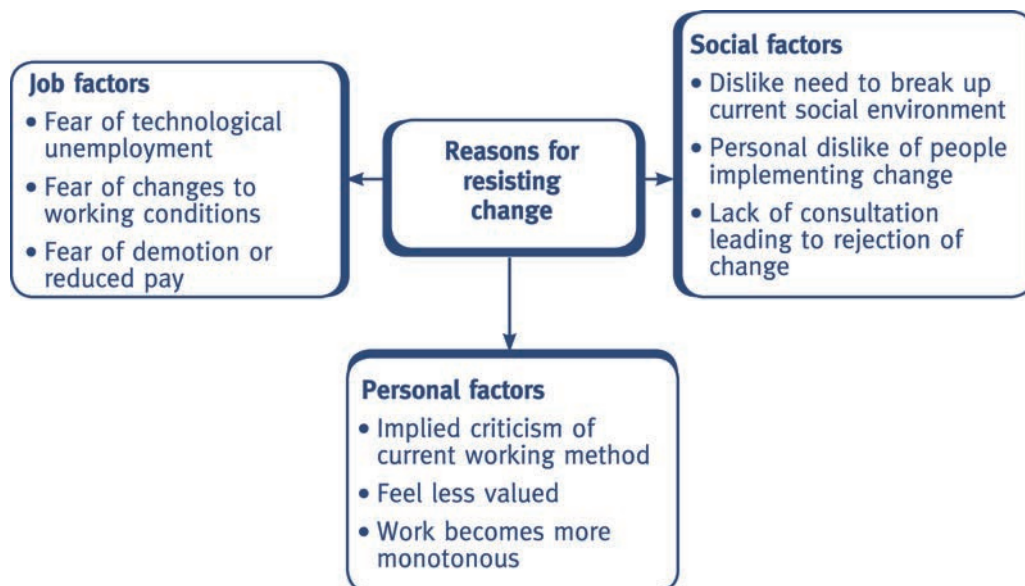 Job factors
• Fear of technological
unemployment
• Fear of changes to
working conditions
• Fear of demotion or
reduced pay
Reasons for
resisting
change
Social factors
• Dislike need to break up
current social environment
• Personal dislike of people
implementing change
• Lack of consultation
leading to rejection of
change
Personal factors
• Implied criticism of
current working method
• Feel less valued
• Work becomes more
monotonous